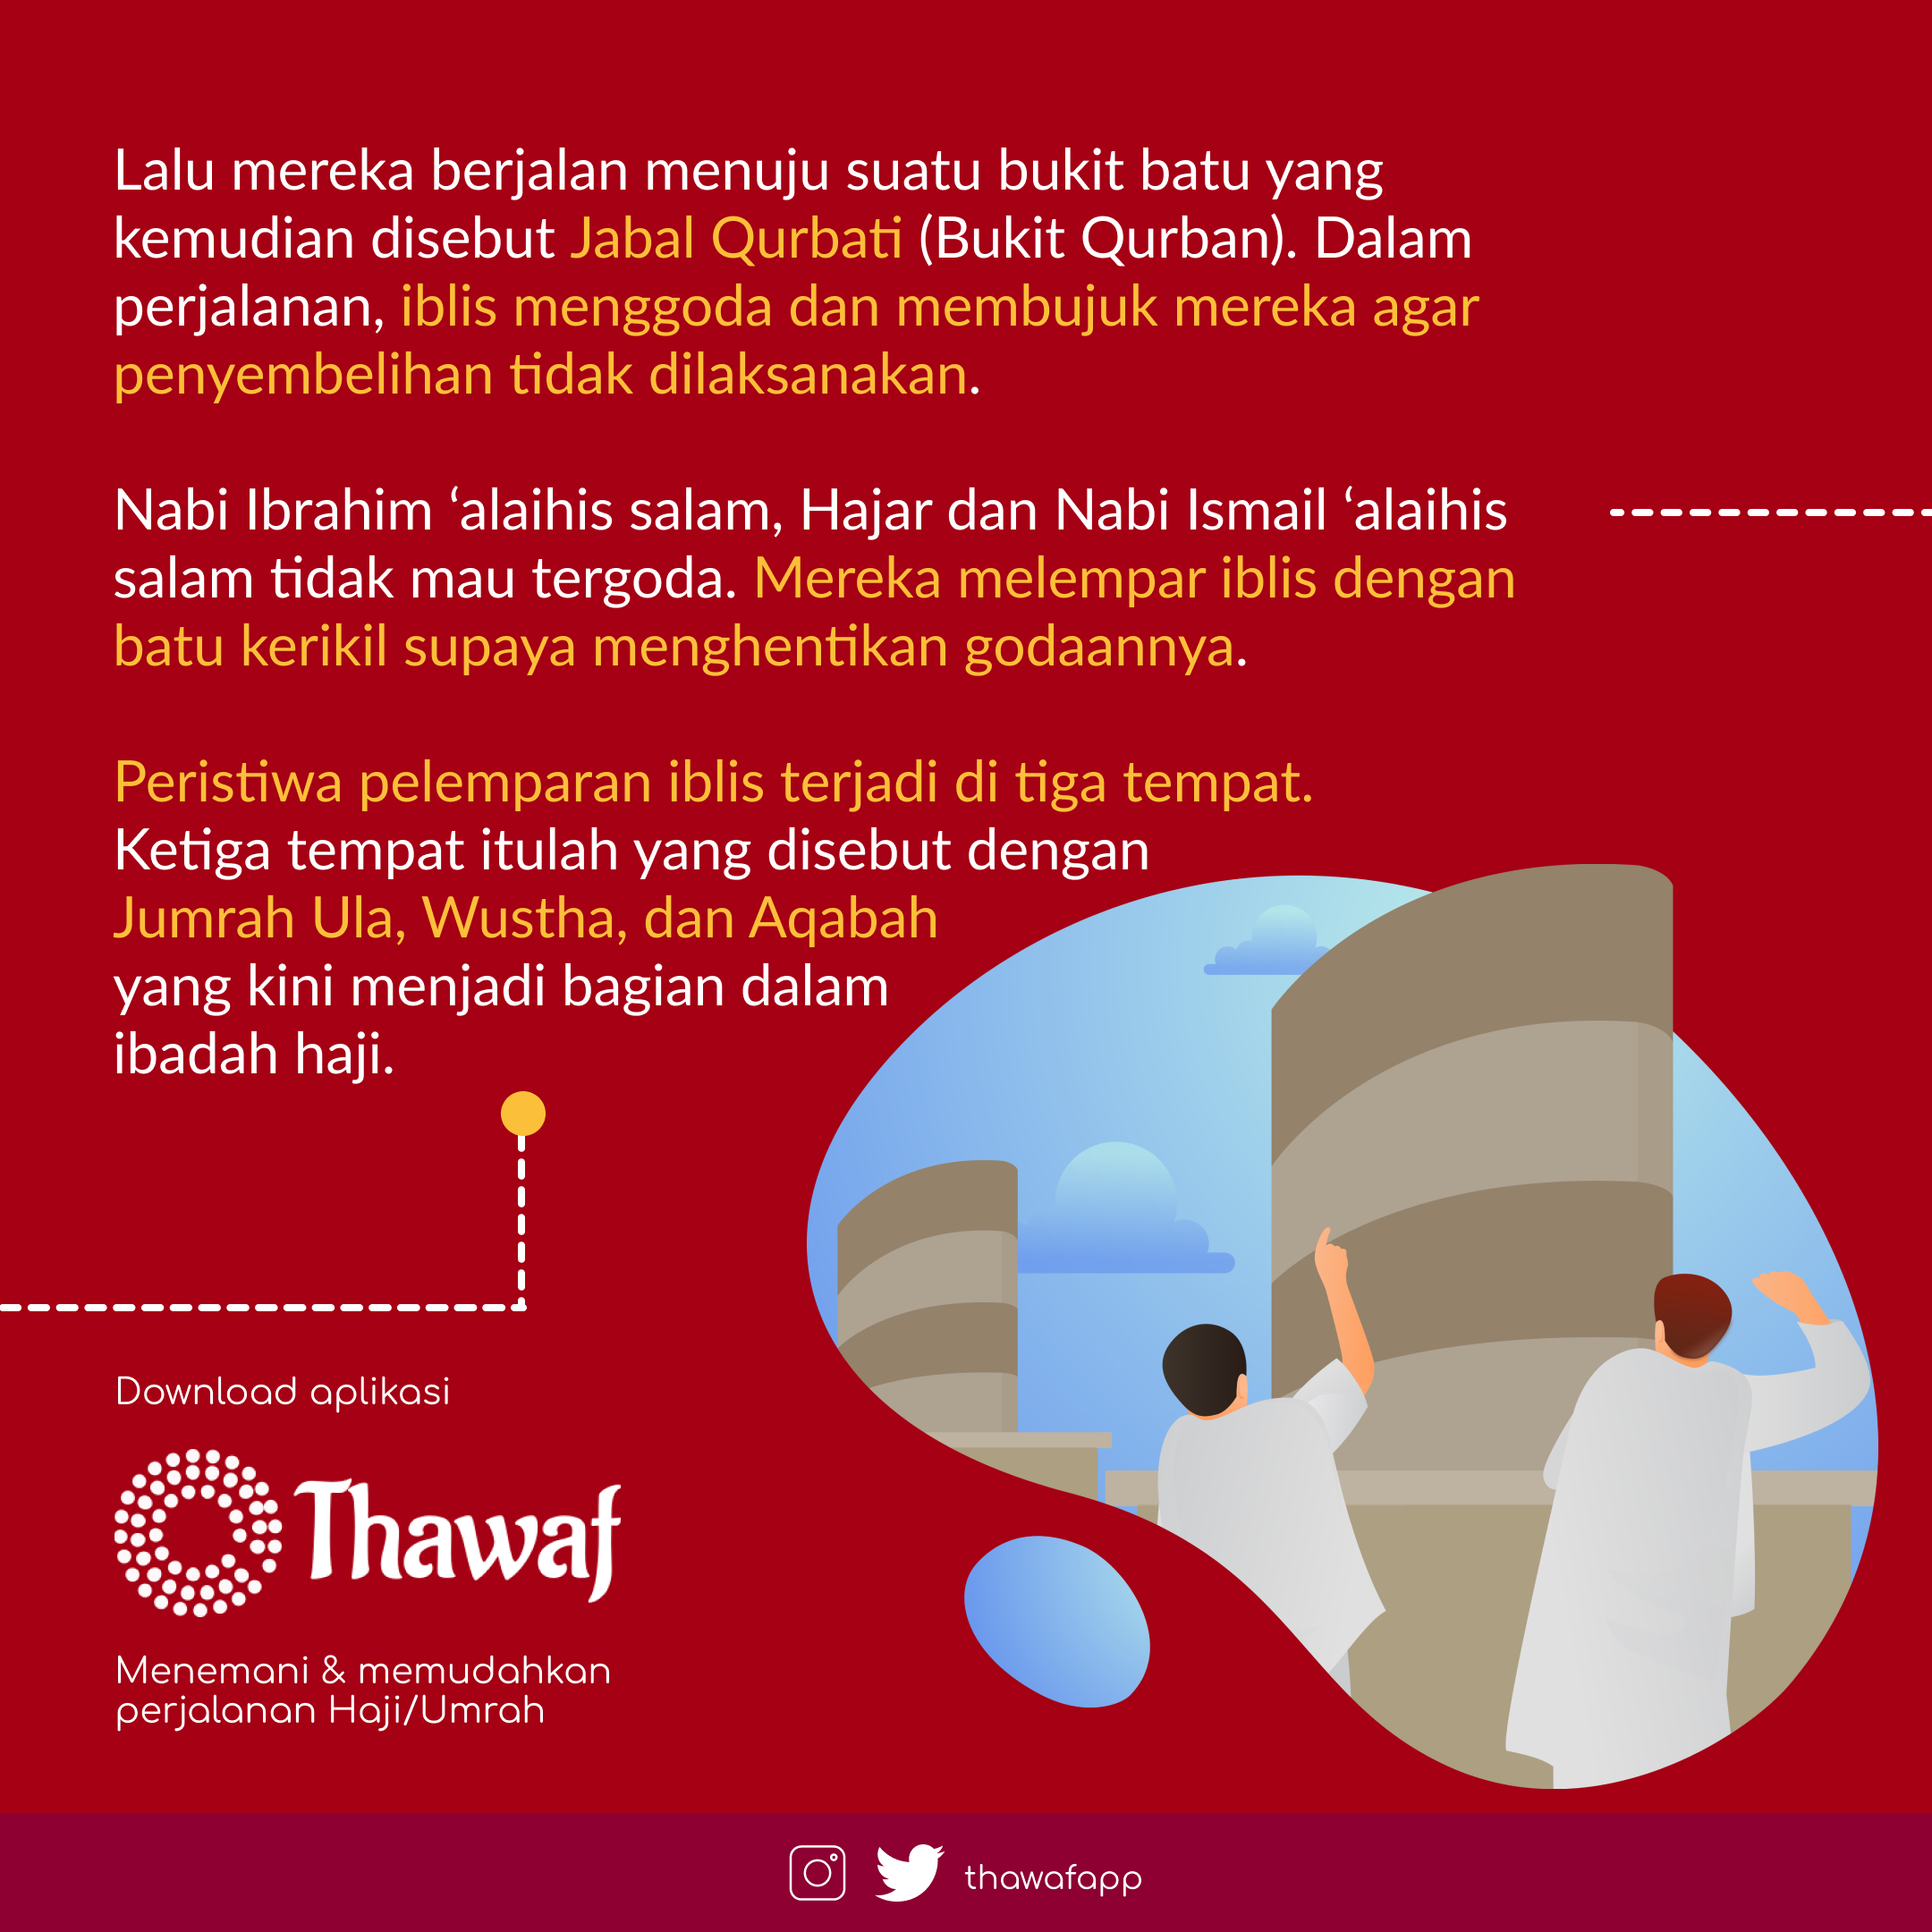 Lalu mereka berjalan menuju suatu bukit batu yang
kemudian disebut Jabal Qurbati (Bukit Qurban). Dalam
perjalanan, iblis menggoda dan membujuk mereka agar
penyembelihan tidak dilaksanakan.
Nabi Ibrahim ‘alaihis salam, Hajar dan Nabi Ismail ‘alaihis
salam tidak mau tergoda. Mereka melempar iblis dengan
batu kerikil supaya menghentikan godaannya.
Peristiwa pelemparan iblis terjadi di tiga tempat.
Ketiga tempat itulah yang disebut dengan
Jumrah Ula, Wustha, dan Aqabah
yang kini menjadi bagian dalam
ibadah haji.
Download aplikasi
Thawaf
Menemani & memudahkan
perjalanan Haji/Umrah
thawafapp